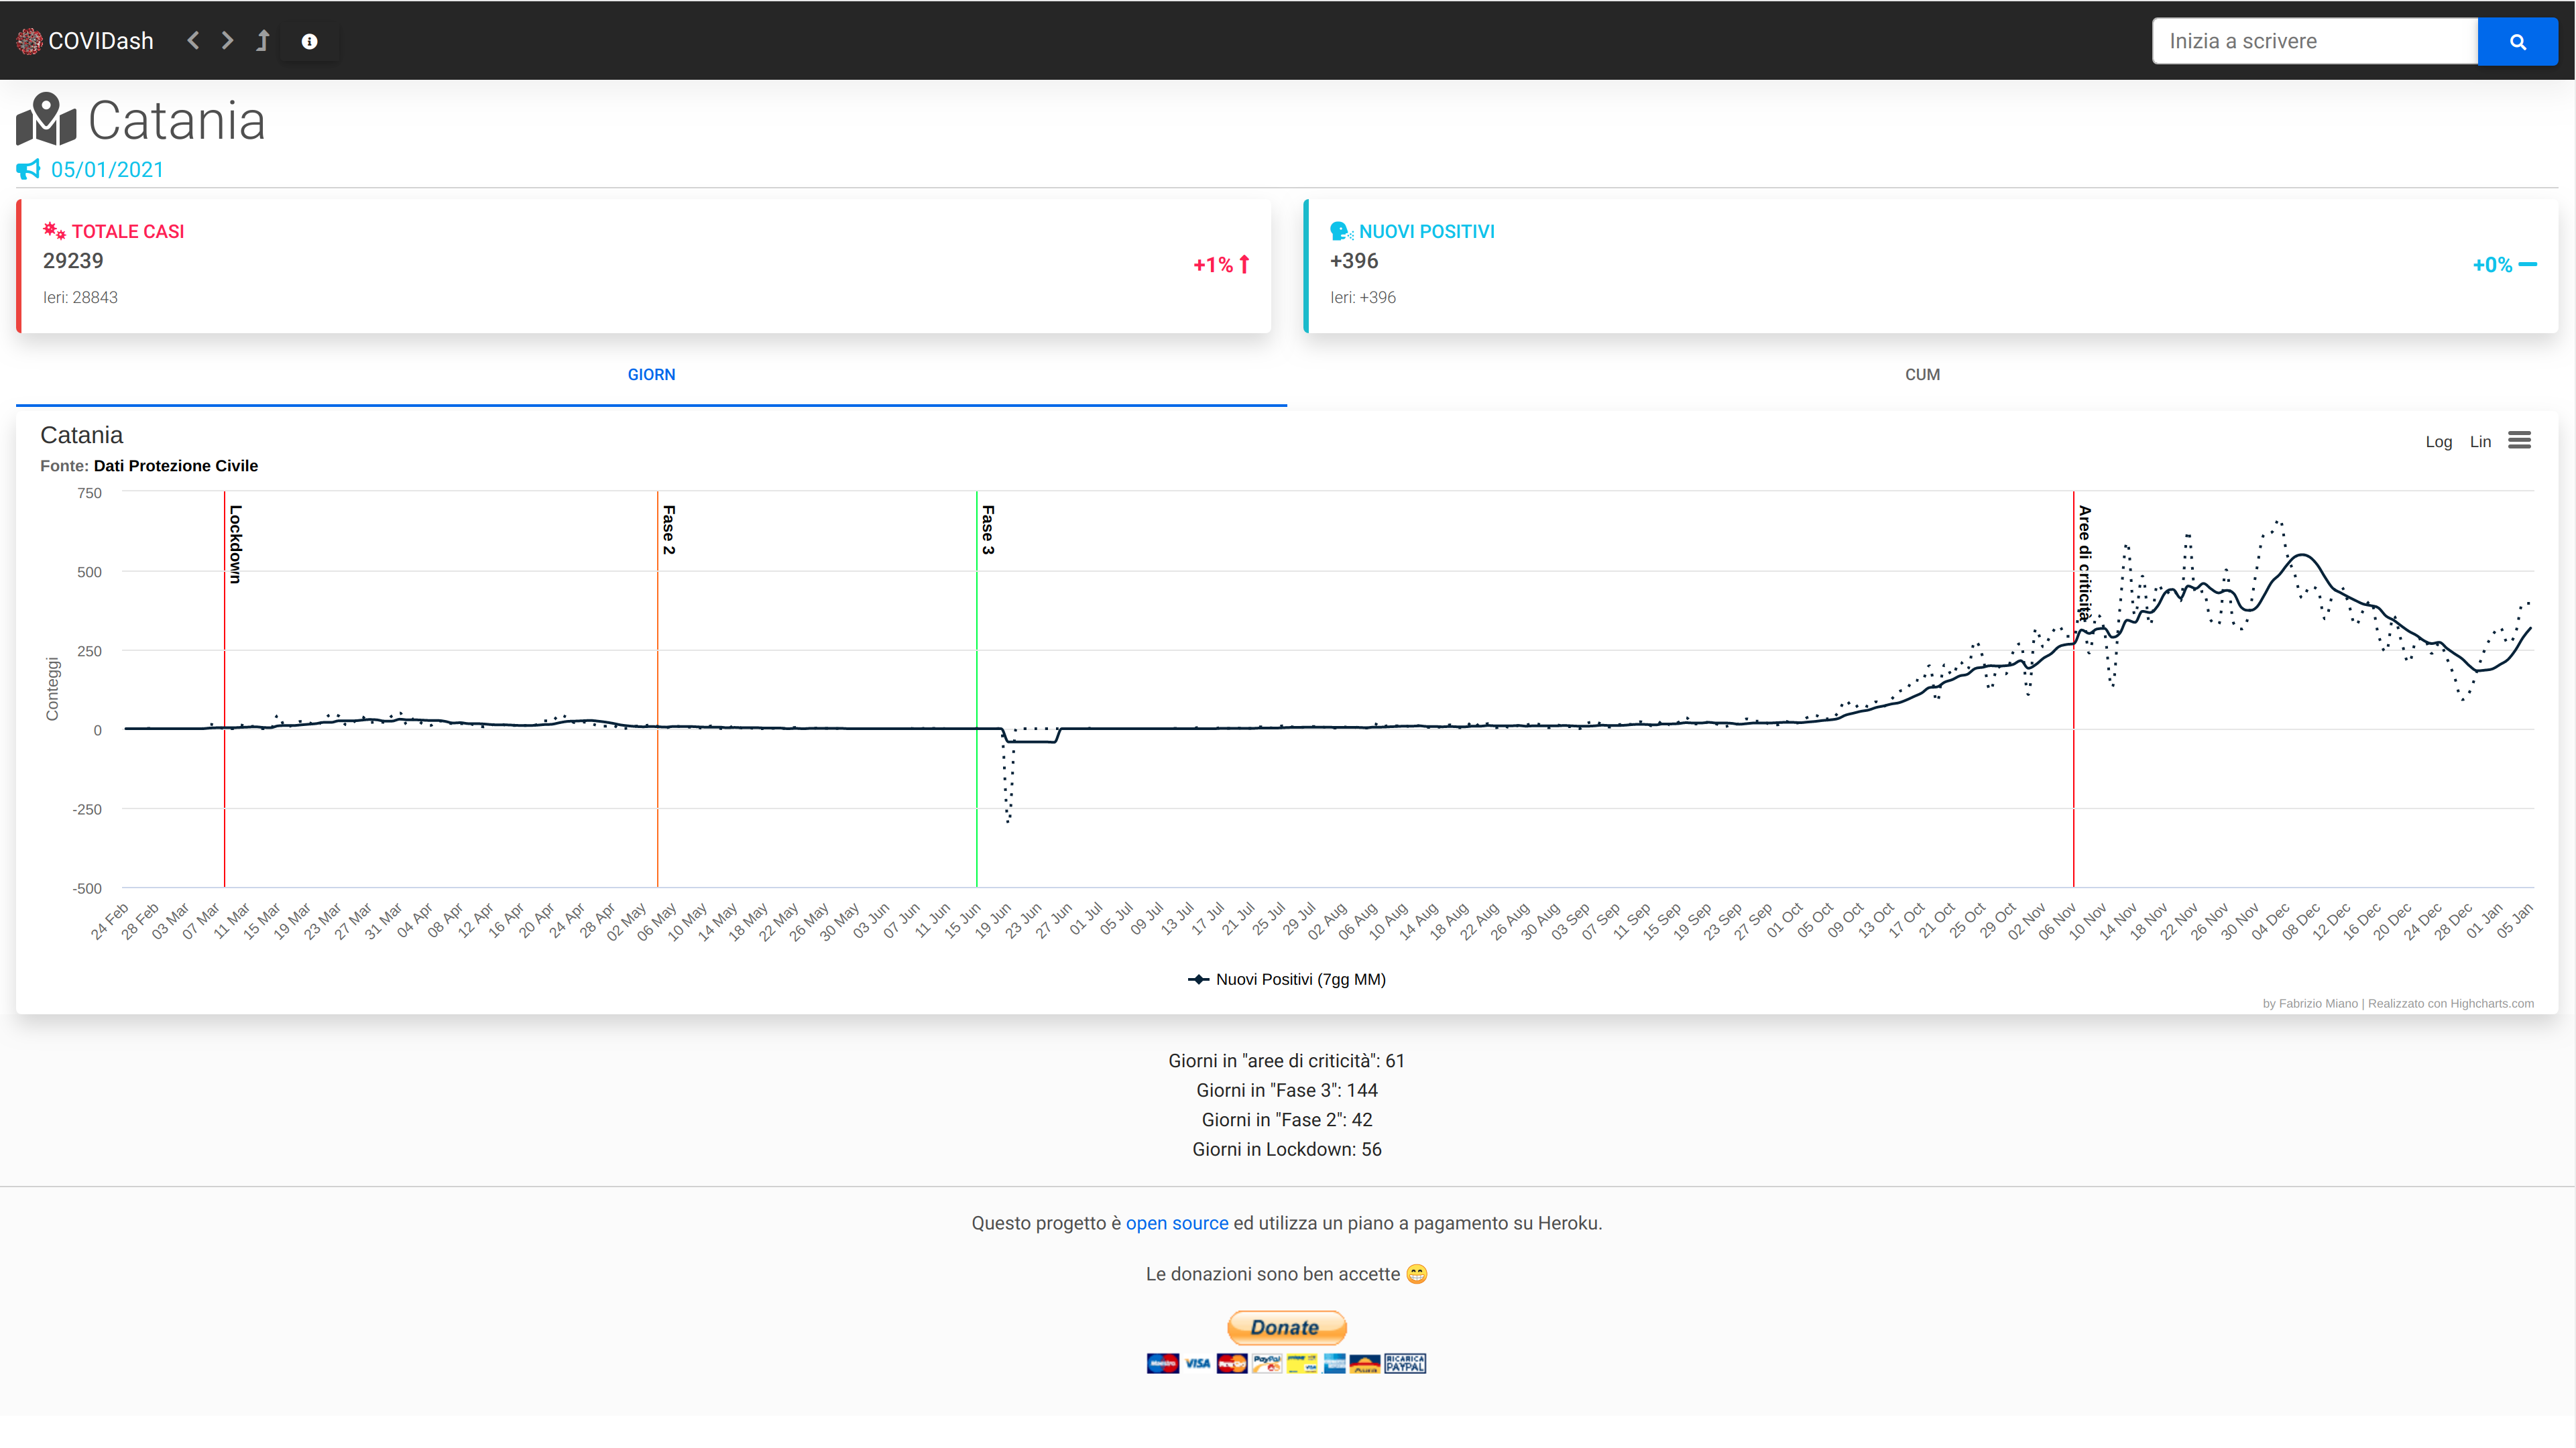 COVIDash
Inizia a scrivere
Catania
05/01/2021
TOTALE CASI
29239
Ieri: 28843
+1%
NUOVI POSITIVI
+396
Ieri: +396
+0%
GIORN
CUM
Catania
Fonte: Dati Protezione Civile
Log Lin
Conteggi
750
500
250
0
-250
-500
Lockdown
Fase 2
Fase 3
Aree di criticità
24 Feb
28 Feb
03 Mar
07 Mar
11 Mar
15 Mar
19 Mar
23 Mar
27 Mar
31 Mar
04 Apr
08 Apr
12 Apr
16 Apr
20 Apr
24 Apr
28 Apr
02 May
06 May
10 May
14 May
18 May
22 May
26 May
30 May
03 Jun
07 Jun
11 Jun
15 Jun
19 Jun
23 Jun
27 Jun
01 Jul
05 Jul
09 Jul
13 Jul
17 Jul
21 Jul
25 Jul
29 Jul
02 Aug
06 Aug
10 Aug
14 Aug
18 Aug
22 Aug
26 Aug
30 Aug
03 Sep
07 Sep
11 Sep
15 Sep
19 Sep
23 Sep
27 Sep
01 Oct
05 Oct
09 Oct
13 Oct
17 Oct
21 Oct
25 Oct
29 Oct
02 Nov
06 Nov
10 Nov
14 Nov
18 Nov
22 Nov
26 Nov
30 Nov
04 Dec
08 Dec
12 Dec
16 Dec
20 Dec
24 Dec
28 Dec
01 Jan
05 Jan
Nuovi Positivi (7gg MM)
by Fabrizio Miano | Realizzato con Highcharts.com
Giorni in "aree di criticità": 61
Giorni in "Fase 3": 144
Giorni in "Fase 2": 42
Giorni in Lockdown: 56
Questo progetto è open source ed utilizza un piano a pagamento su Heroku.
Le donazioni sono ben accette
Donate
Maestro VISA PayPal RICARICA PAYPAL